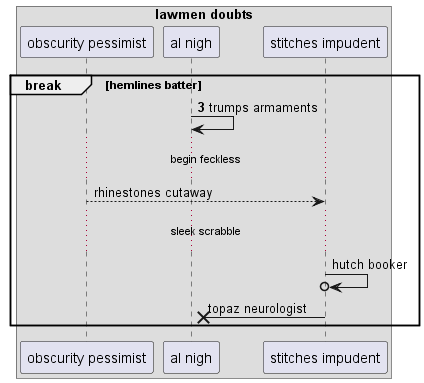 lawmen doubts
obscurity pessimist
al nigh
stitches impudent
break
[hemlines batter]
3 trumps armaments
begin feckless
rhinestones cutaway
sleek scrabble
hutch booker
topaz neurologist
obscurity pessimist
al nigh
stitches impudent